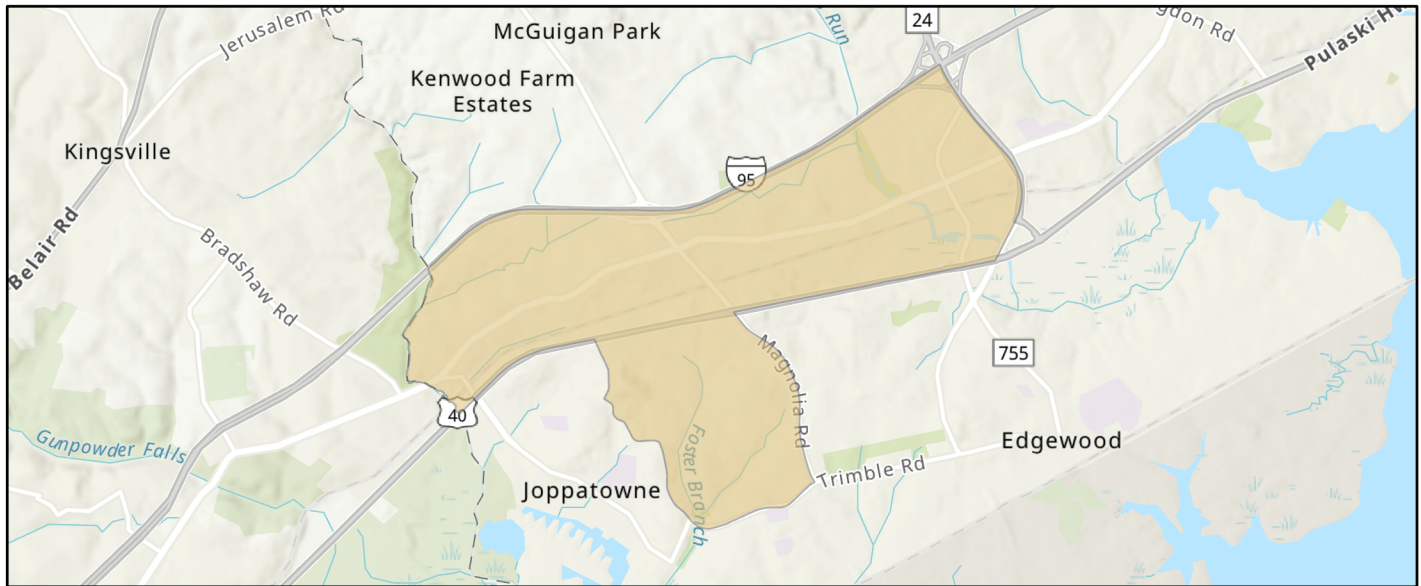 Jerusalem Rd
McGuigan Park
Run
24
gdon Rd
Pulaski Hw
Kenwood Farm
Estates
Kingsville
95
Belair Rd
Bradshaw Rd
Magnolia Rd
755
40
Gunpowder Falls
Foster Branch
Edgewood
Trimble Rd
Joppatowne